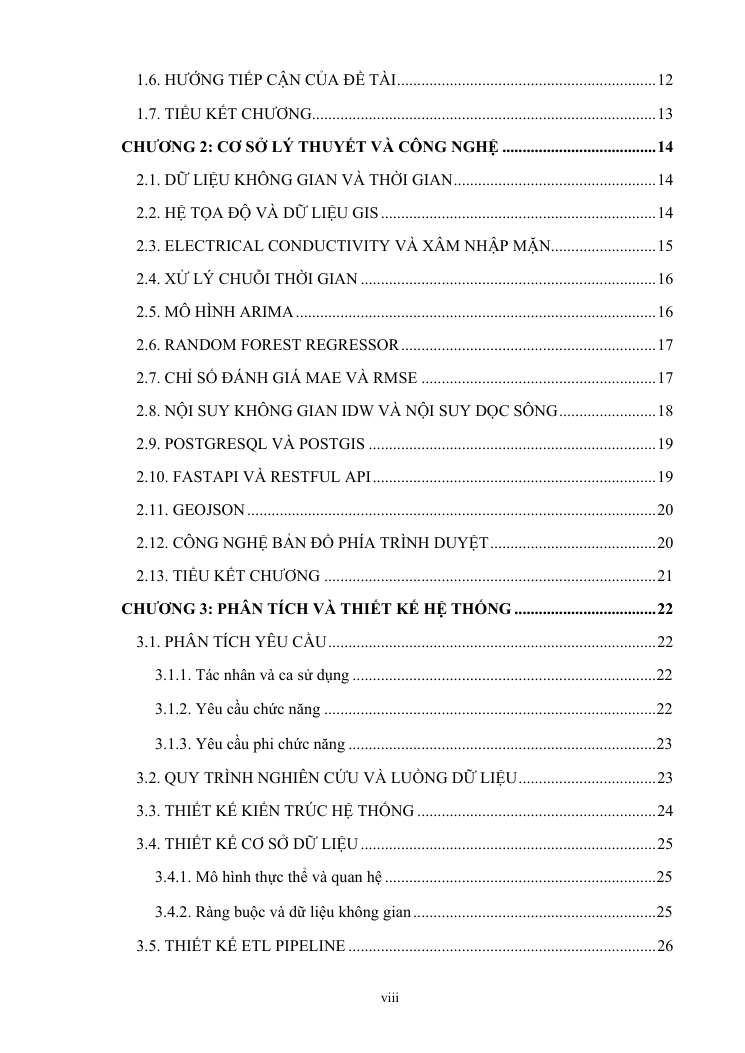 1.6. HƯỚNG TIẾP CẬN CỦA ĐỀ TÀI................................................................12
1.7. TIỂU KẾT CHƯƠNG.....................................................................................13
CHƯƠNG 2: CƠ SỞ LÝ THUYẾT VÀ CÔNG NGHỆ ......................................14
2.1. DỮ LIỆU KHÔNG GIAN VÀ THỜI GIAN..................................................14
2.2. HỆ TỌA ĐỘ VÀ DỮ LIỆU GIS ....................................................................14
2.3. ELECTRICAL CONDUCTIVITY VÀ XÂM NHẬP MẶN..........................15
2.4. XỬ LÝ CHUỖI THỜI GIAN .........................................................................16
2.5. MÔ HÌNH ARIMA .........................................................................................16
2.6. RANDOM FOREST REGRESSOR ...............................................................17
2.7. CHỈ SỐ ĐÁNH GIÁ MAE VÀ RMSE ..........................................................17
2.8. NỘI SUY KHÔNG GIAN IDW VÀ NỘI SUY DỌC SÔNG........................18
2.9. POSTGRESQL VÀ POSTGIS .......................................................................19
2.10. FASTAPI VÀ RESTFUL API ......................................................................19
2.11. GEOJSON .....................................................................................................20
2.12. CÔNG NGHỆ BẢN ĐỒ PHÍA TRÌNH DUYỆT.........................................20
2.13. TIỂU KẾT CHƯƠNG ..................................................................................21
CHƯƠNG 3: PHÂN TÍCH VÀ THIẾT KẾ HỆ THỐNG ...................................22
3.1. PHÂN TÍCH YÊU CẦU.................................................................................22
3.1.1. Tác nhân và ca sử dụng ...........................................................................22
3.1.2. Yêu cầu chức năng ..................................................................................22
3.1.3. Yêu cầu phi chức năng ............................................................................23
3.2. QUY TRÌNH NGHIÊN CỨU VÀ LUỒNG DỮ LIỆU..................................23
3.3. THIẾT KẾ KIẾN TRÚC HỆ THỐNG ...........................................................24
3.4. THIẾT KẾ CƠ SỞ DỮ LIỆU .........................................................................25
3.4.1. Mô hình thực thể và quan hệ ...................................................................25
3.4.2. Ràng buộc và dữ liệu không gian ............................................................25
3.5. THIẾT KẾ ETL PIPELINE ............................................................................26
viii